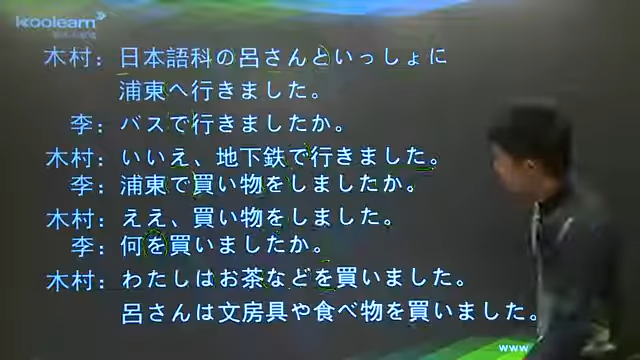 koolearn
木村：日本語科の呂さんといっしょに
浦東へ行きました。
李：バスで行きましたか。
木村：いいえ、地下鉄で行きました。
李：浦東で買い物をしましたか。
木村：ええ、買い物をしました。
李：何を買いましたか。
木村：わたしはお茶などを買いました。
呂さんは文房具や食べ物を買いました。
www